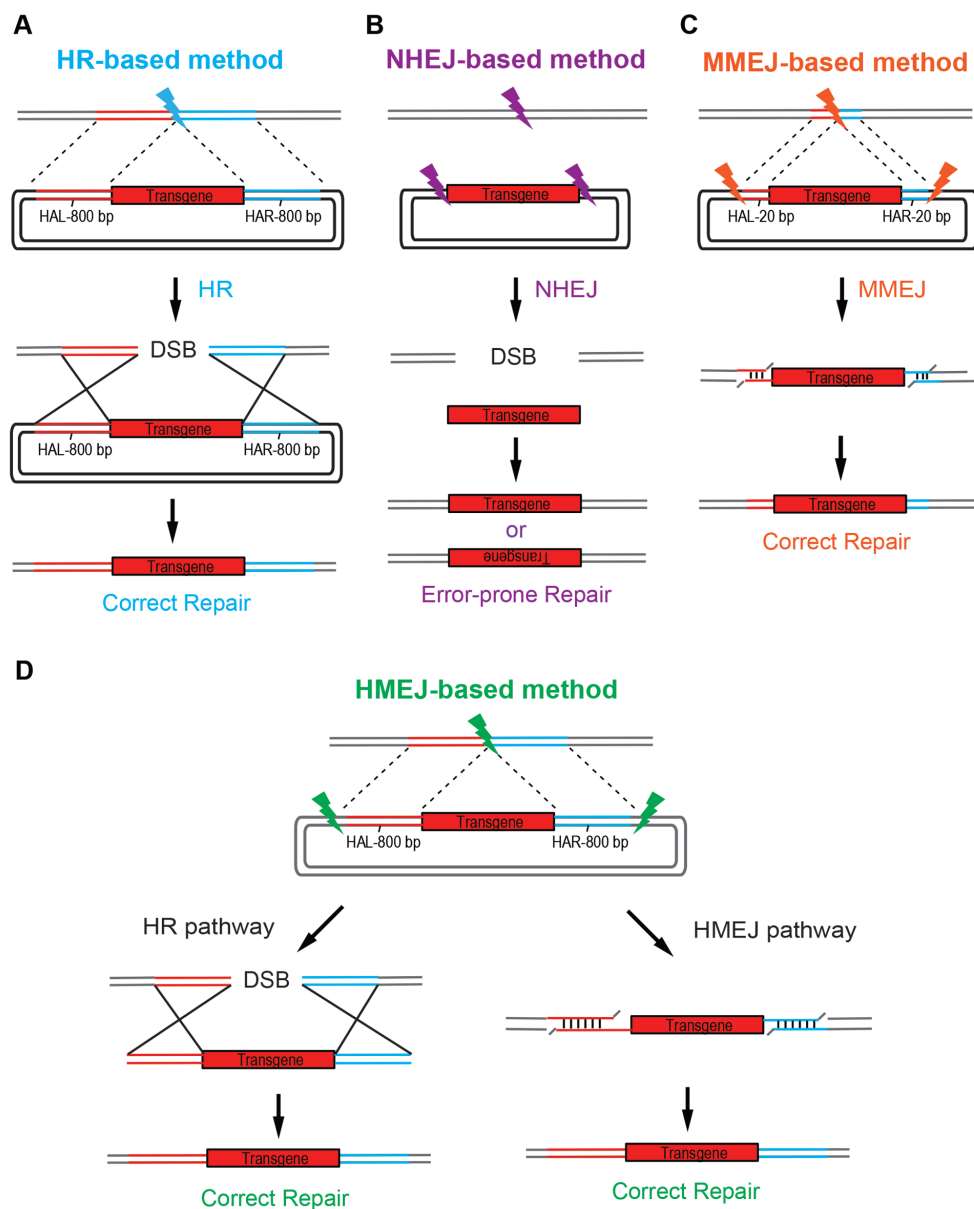 A
HR-based method
Transgene
HAL-800 bp
HAR-800 bp
HR
DSB
Transgene
HAL-800 bp
HAR-800 bp
Transgene
Correct Repair
B
NHEJ-based method
Transgene
NHEJ
DSB
Transgene
Transgene
or
Transgene
Error-prone Repair
C
MMEJ-based method
Transgene
HAL-20 bp
HAR-20 bp
MMEJ
Transgene
Transgene
Correct Repair
D
HMEJ-based method
Transgene
HAL-800 bp
HAR-800 bp
HR pathway
DSB
Transgene
Transgene
Correct Repair
HMEJ pathway
Transgene
Transgene
Correct Repair